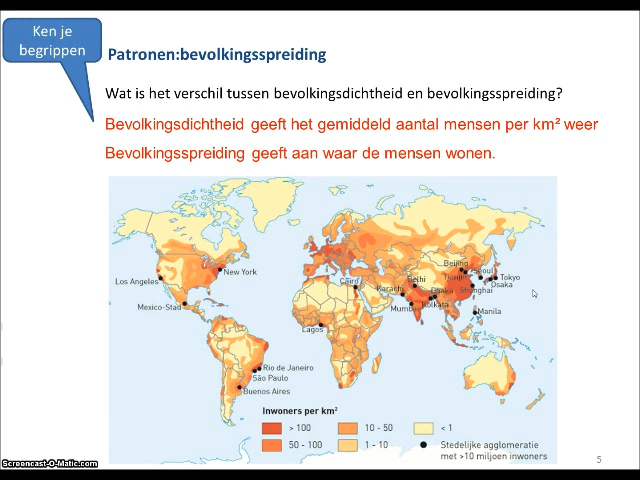 Ken je
begrippen
Patronen:bevolkingsspreiding
Wat is het verschil tussen bevolkingsdichtheid en bevolkingsspreiding?
Bevolkingsdichtheid geeft het gemiddeld aantal mensen per km² weer
Bevolkingsspreiding geeft aan waar de mensen wonen.
New York
Los Angeles
Mexico-Stad
Rio de Janeiro
São Paulo
Buenos Aires
Lagos
Cairo
Karachi
Delhi
Mumbai
Dhaka
Kolkata
Beijing
Tianjin
Seoul
Tokyo
Osaka
Shanghai
Manila
Inwoners per km²
> 100
10 - 50
< 1
50 - 100
1 - 10
Stedelijke agglomeratie
met >10 miljoen inwoners
5
Screencast-O-Matic.com